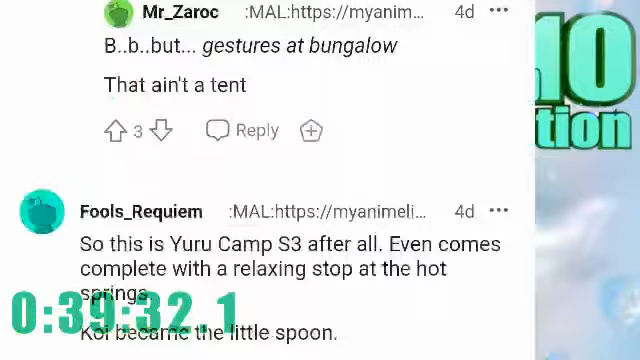 Mr_Zaroc :MAL:https://myanim... 4d ...
B..b..but... gestures at bungalow
That ain't a tent
3 Reply
10
tion
Fools_Requiem :MAL:https://myanimeli... 4d ...
So this is Yuru Camp S3 after all. Even comes
complete with a relaxing stop at the hot
springs.
0:39:32.1
Koi became the little spoon.